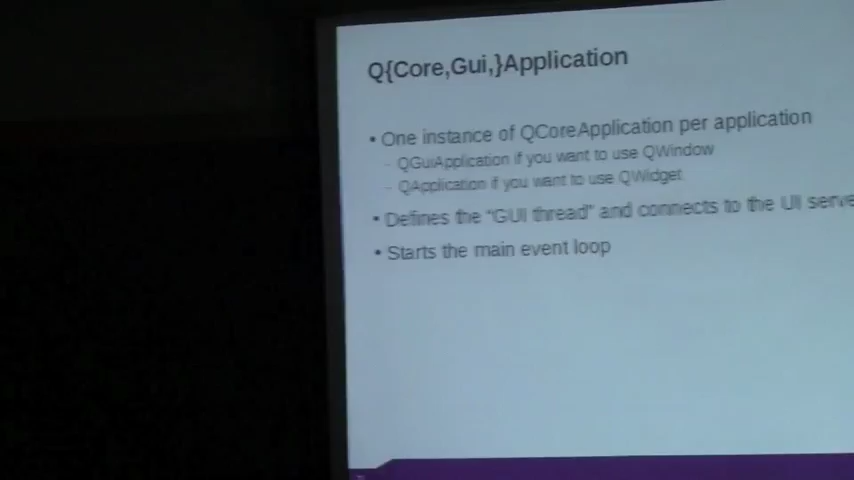 Q{Core,Gui,}Application
• One instance of QCoreApplication per application
- QGuiApplication if you want to use QWindow
- QApplication if you want to use QWidget
• Defines the "GUI thread" and connects to the UI serve
• Starts the main event loop